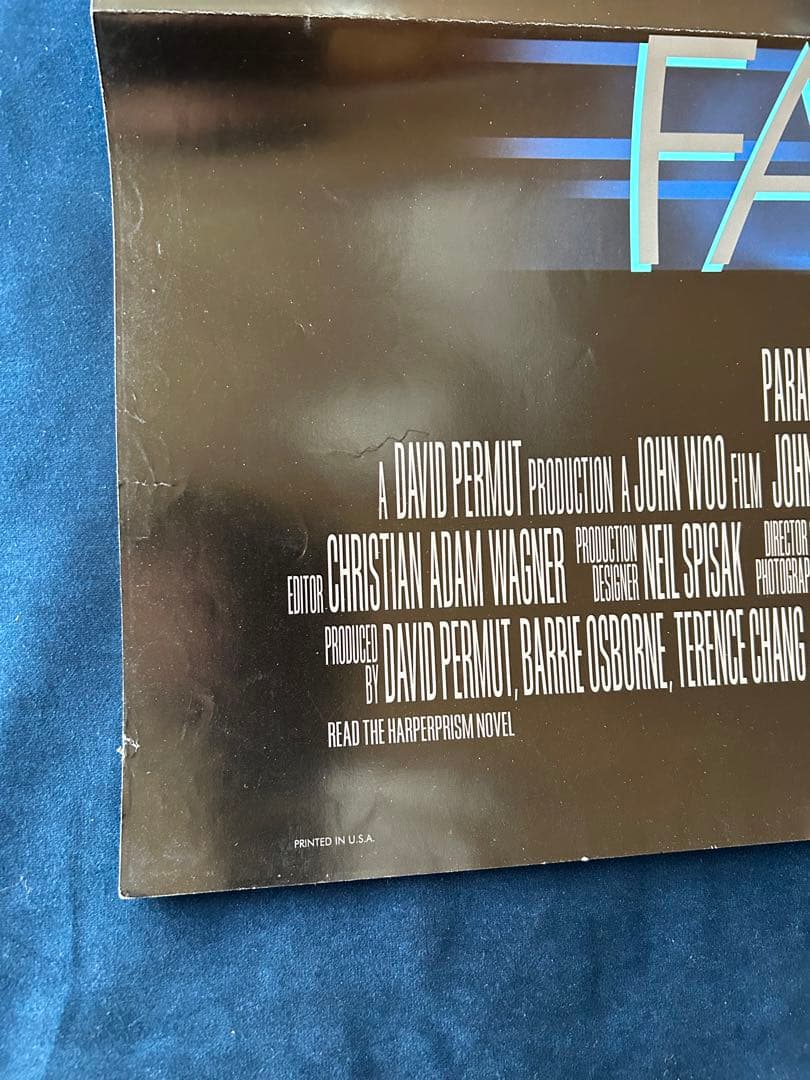 FA
PARA
A DAVID PERMUT PRODUCTION A JOHN WOO FILM JOHN
EDITOR CHRISTIAN ADAM WAGNER PRODUCTION DESIGNER NEIL SPISAK DIRECTOR PHOTOGRAP
PRODUCED BY DAVID PERMUT, BARRIE OSBORNE, TERENCE CHANG
READ THE HARPERPRISM NOVEL
PRINTED IN U.S.A.